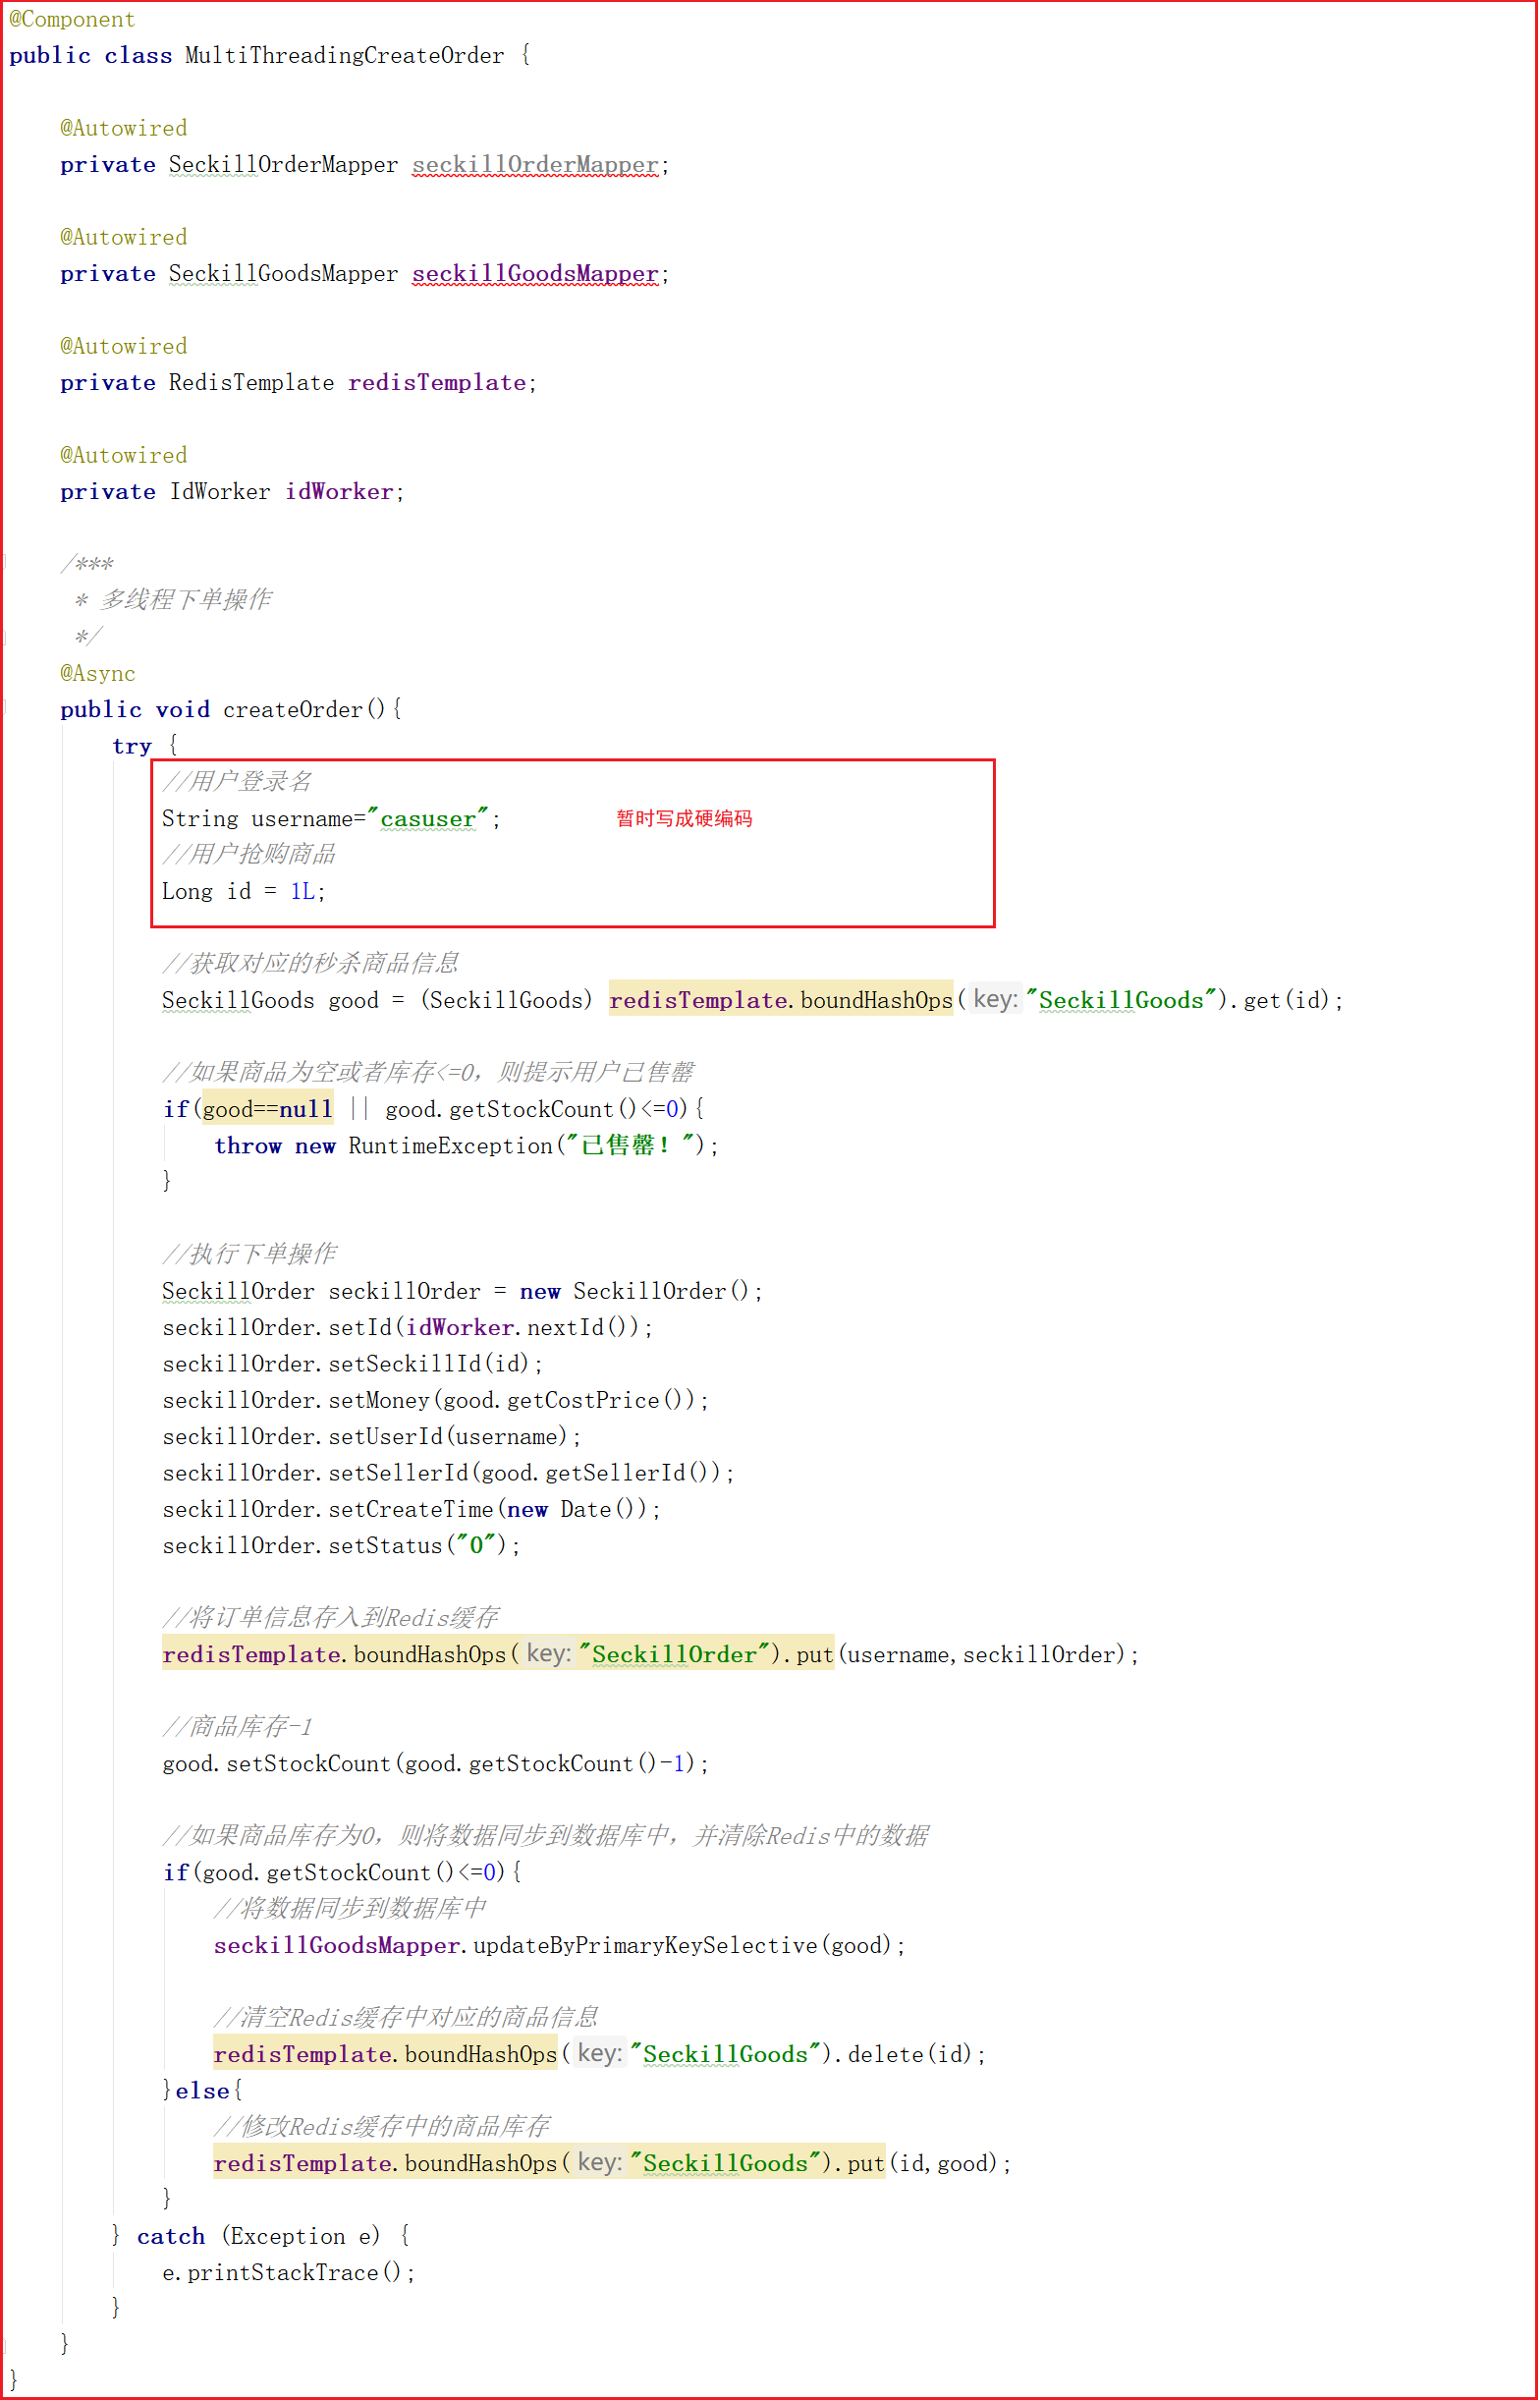 @Component
public class MultiThreadingCreateOrder {
@Autowired
private SeckillOrderMapper seckillOrderMapper;
@Autowired
private SeckillGoodsMapper seckillGoodsMapper;
@Autowired
private RedisTemplate redisTemplate;
@Autowired
private IdWorker idWorker;
/***
* 多线程下单操作
*/
@Async
public void createOrder(){
try {
//用户登录名
String username="casuser"; 暂时写成硬编码
//用户抢购商品
Long id = 1L;
//获取对应的秒杀商品信息
SeckillGoods good = (SeckillGoods) redisTemplate.boundHashOps( key: "SeckillGoods").get(id);
//如果商品为空或者库存<=0，则提示用户已售罄
if(good==null || good.getStockCount()<=0){
throw new RuntimeException("已售罄！");
}
//执行下单操作
SeckillOrder seckillOrder = new SeckillOrder();
seckillOrder.setId(idWorker.nextId());
seckillOrder.setSeckillId(id);
seckillOrder.setMoney(good.getCostPrice());
seckillOrder.setUserId(username);
seckillOrder.setSellerId(good.getSellerId());
seckillOrder.setCreateTime(new Date());
seckillOrder.setStatus("0");
//将订单信息存入到Redis缓存
redisTemplate.boundHashOps( key: "SeckillOrder").put(username,seckillOrder);
//商品库存-1
good.setStockCount(good.getStockCount()-1);
//如果商品库存为0，则将数据同步到数据库中，并清除Redis中的数据
if(good.getStockCount()<=0){
//将数据同步到数据库中
seckillGoodsMapper.updateByPrimaryKeySelective(good);
//清空Redis缓存中对应的商品信息
redisTemplate.boundHashOps( key: "SeckillGoods").delete(id);
}else{
//修改Redis缓存中的商品库存
redisTemplate.boundHashOps( key: "SeckillGoods").put(id,good);
}
} catch (Exception e) {
e.printStackTrace();
}
}
}